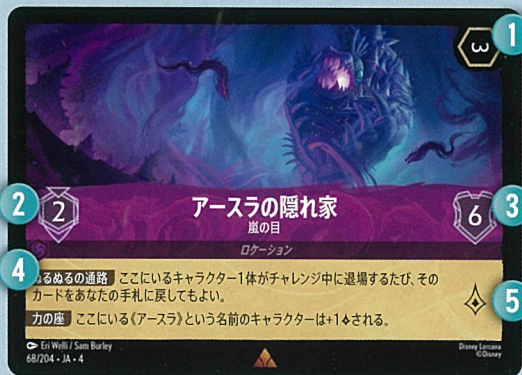 1
3
アースラの隠れ家
嵐の目
2
2
3
6
ロケーション
4
るぬるの通路 ここにいるキャラクター1体がチャレンジ中に退場するたび、その
カードをあなたの手札に戻してもよい。
5
力の座 ここにいる《アースラ》という名前のキャラクターは+1される。
Eri Welli / Sam Burley
68/204・JA・4
Disney Lorcana
©Disney